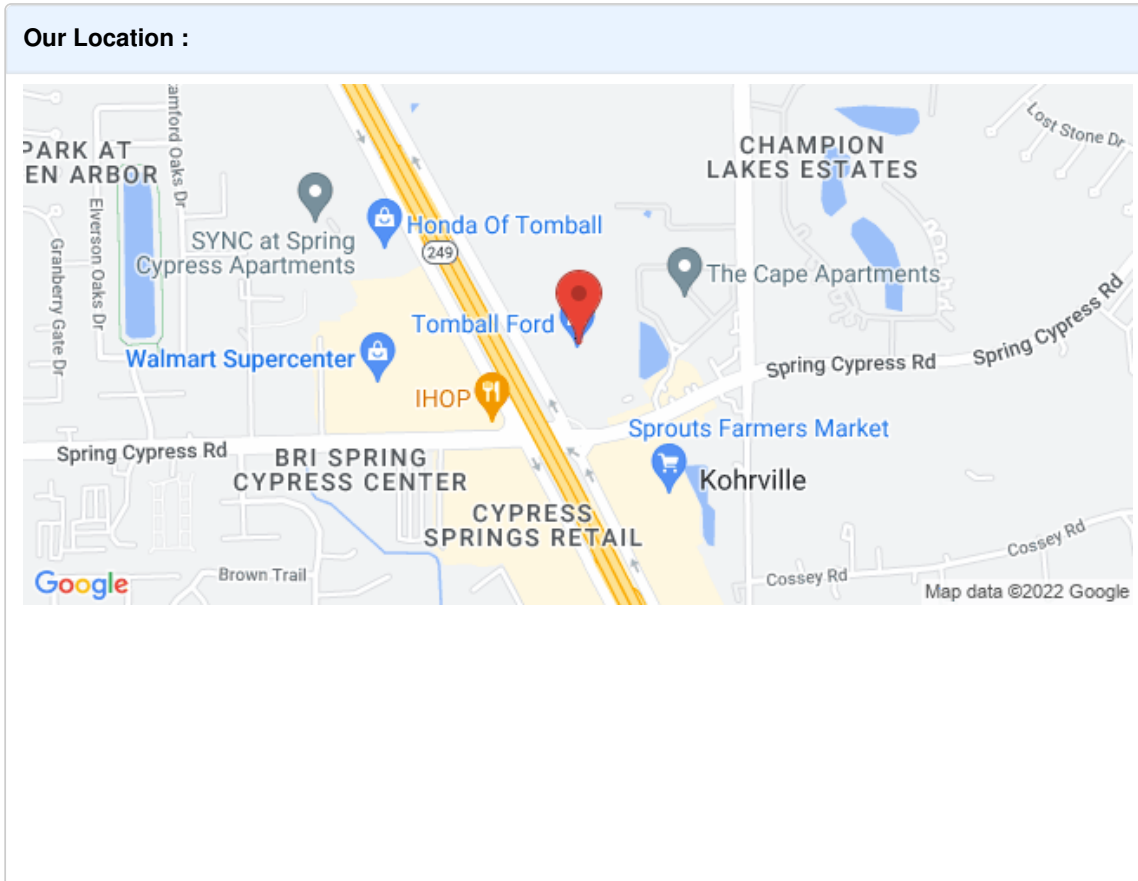 Our Location :
PARK AT
EN ARBOR
amford Oaks Dr
Elverson Oaks Dr
Granberry Gate Dr
SYNC at Spring
Cypress Apartments
Honda Of Tomball
249
CHAMPION
LAKES ESTATES
Lost Stone Dr
The Cape Apartments
Tomball Ford
Walmart Supercenter
IHOP
Spring Cypress Rd
Spring Cypress Rd
Spring Cypress Rd
BRI SPRING
CYPRESS CENTER
Sprouts Farmers Market
Kohrville
CYPRESS
SPRINGS RETAIL
Brown Trail
Cossey Rd
Cossey Rd
Google
Map data ©2022 Google